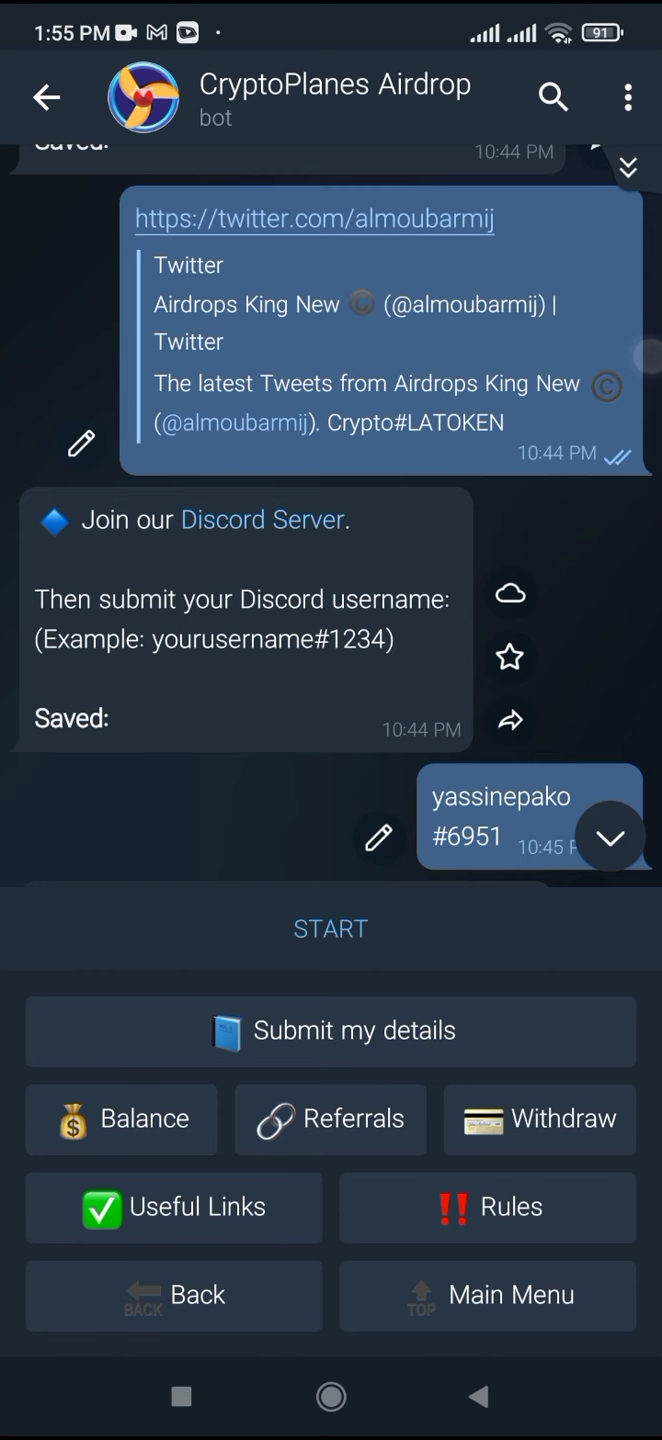 1:55 PM
91
CryptoPlanes Airdrop
bot
Saved:
10:44 PM
https://twitter.com/almoubarmij
Twitter
Airdrops King New © (@almoubarmij) |
Twitter
The latest Tweets from Airdrops King New ©
(@almoubarmij). Crypto#LATOKEN
10:44 PM
🔷 Join our Discord Server.
Then submit your Discord username:
(Example: yourusername#1234)
Saved:
10:44 PM
yassinepako
#6951
10:45
START
Submit my details
Balance
Referrals
Withdraw
Useful Links
‼ Rules
BACK Back
TOP Main Menu